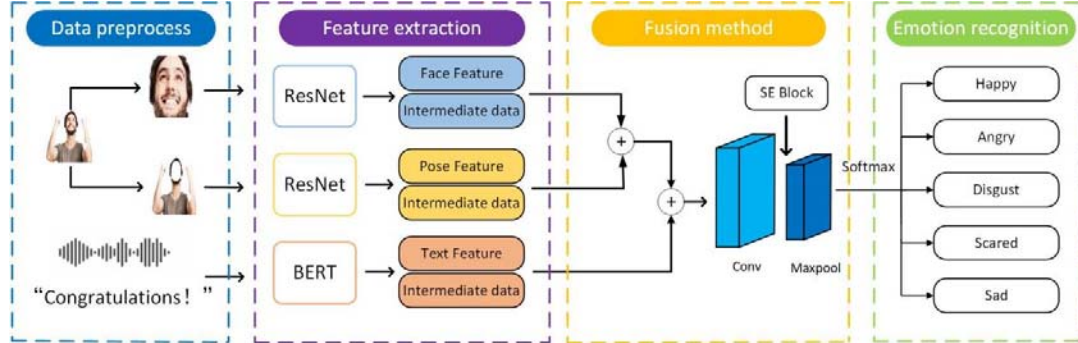 Data preprocess
Feature extraction
Fusion method
Emotion recognition
ResNet
Face Feature
Intermediate data
ResNet
Pose Feature
Intermediate data
BERT
Text Feature
Intermediate data
“Congratulations! ”
+
+
SE Block
Conv
Maxpool
Softmax
Happy
Angry
Disgust
Scared
Sad